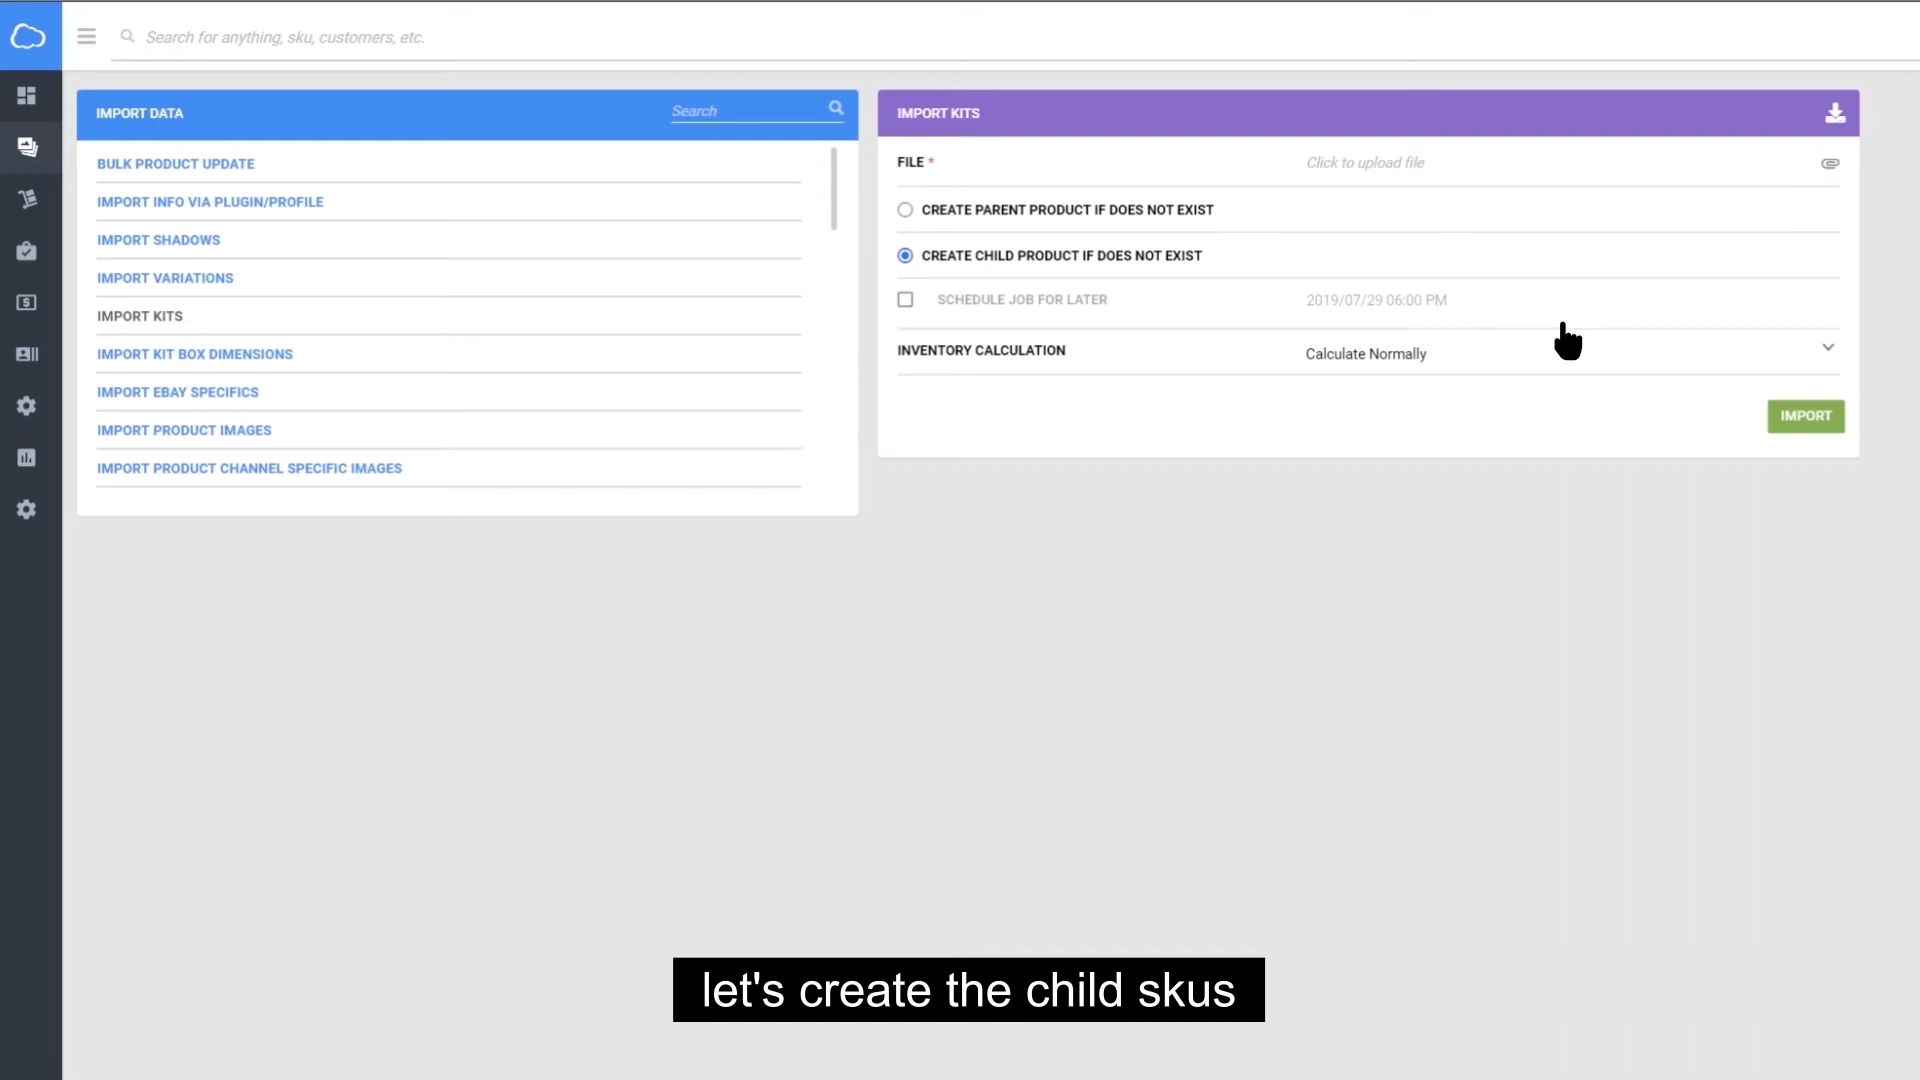 Search for anything, sku, customers, etc.
IMPORT DATA
Search
BULK PRODUCT UPDATE
IMPORT INFO VIA PLUGIN/PROFILE
IMPORT SHADOWS
IMPORT VARIATIONS
IMPORT KITS
IMPORT KIT BOX DIMENSIONS
IMPORT EBAY SPECIFICS
IMPORT PRODUCT IMAGES
IMPORT PRODUCT CHANNEL SPECIFIC IMAGES
IMPORT KITS
FILE * Click to upload file
CREATE PARENT PRODUCT IF DOES NOT EXIST
CREATE CHILD PRODUCT IF DOES NOT EXIST
SCHEDULE JOB FOR LATER 2019/07/29 06:00 PM
INVENTORY CALCULATION Calculate Normally
IMPORT
let's create the child skus